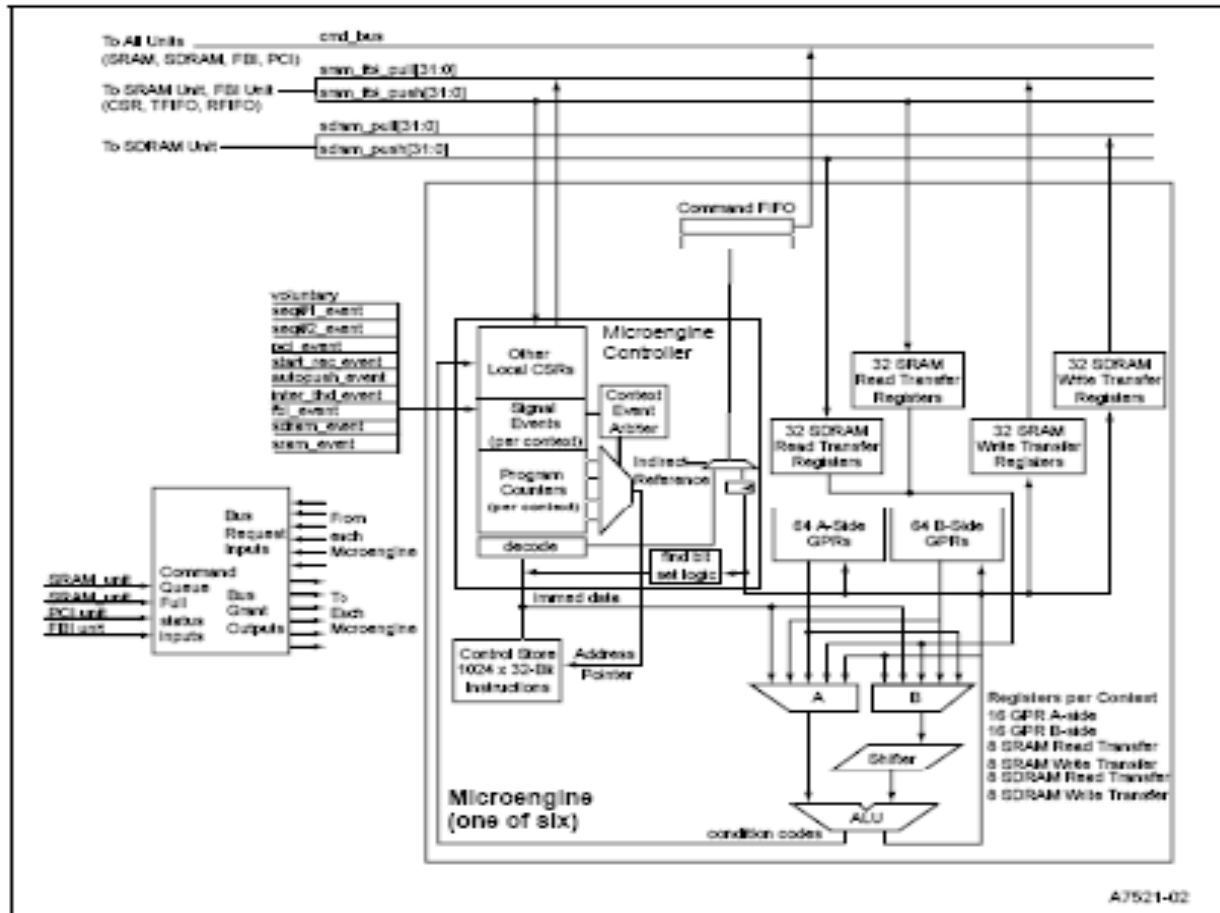 To All Units
(SRAM, SDRAM, FBI, PCI)
cmd_bus
To SRAM Unit, FBI Unit
(CSR, TFIFO, RFIFO)
sram_fbi_pull[31:0]
sram_fbi_push[31:0]
To SDRAM Unit
sdram_pull[31:0]
sdram_push[31:0]
Command FIFO
voluntary
seq#1_event
seq#2_event
pci_event
start_rec_event
autopush_event
inter_thd_event
fbi_event
sdram_event
sram_event
Microengine
Controller
Other
Local CSRs
Signal
Events
(per context)
Program
Counters
(per context)
decode
Context
Event
Arbiter
Indirect
Reference
find bit
set logic
32 SRAM
Read Transfer
Registers
32 SDRAM
Write Transfer
Registers
32 SDRAM
Read Transfer
Registers
32 SRAM
Write Transfer
Registers
64 A-Side
GPRs
64 B-Side
GPRs
Bus
Request
Inputs
From
each
Microengine
SRAM_unit
SRAM_unit
PCI unit
FBI unit
Command
Queue
Full
status
Inputs
Bus
Grant
Outputs
To
Each
Microengine
Immed data
Control Store
1024 x 32-Bit
Instructions
Address
Pointer
A
B
Shifter
ALU
condition codes
Registers per Context
16 GPR A-side
16 GPR B-side
8 SRAM Read Transfer
8 SRAM Write Transfer
8 SDRAM Read Transfer
8 SDRAM Write Transfer
Microengine
(one of six)
A7521-02